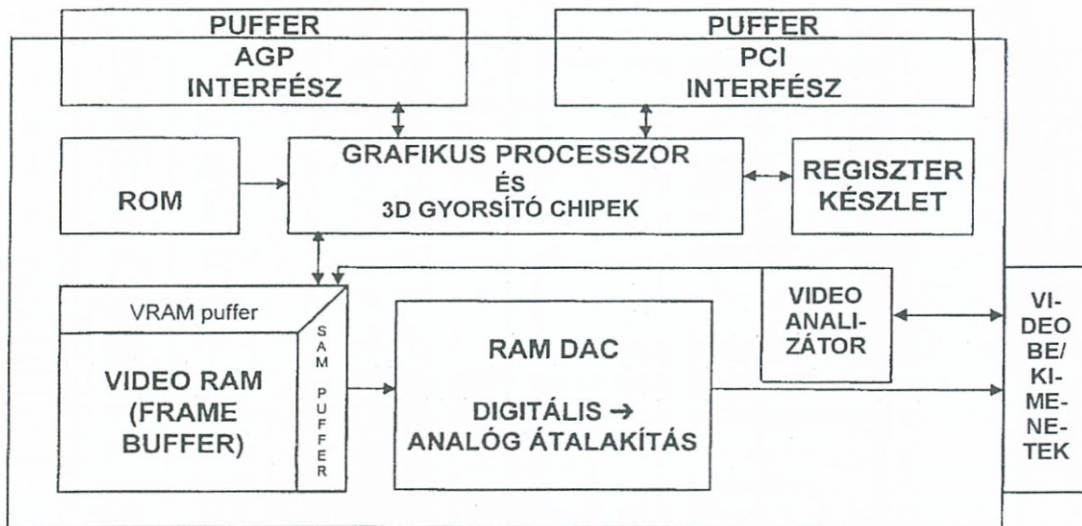 PUFFER
AGP
INTERFÉSZ
PUFFER
PCI
INTERFÉSZ
ROM
GRAFIKUS PROCESSZOR
ÉS
3D GYORSÍTÓ CHIPEK
REGISZTER
KÉSZLET
VRAM puffer
VIDEO RAM
(FRAME
BUFFER)
SAM PUFFER
RAM DAC
DIGITÁLIS ➔
ANALÓG ÁTALAKÍTÁS
VIDEO
ANALI-
ZÁTOR
VI-
DEO
BE/
KI-
ME-
NE-
TEK